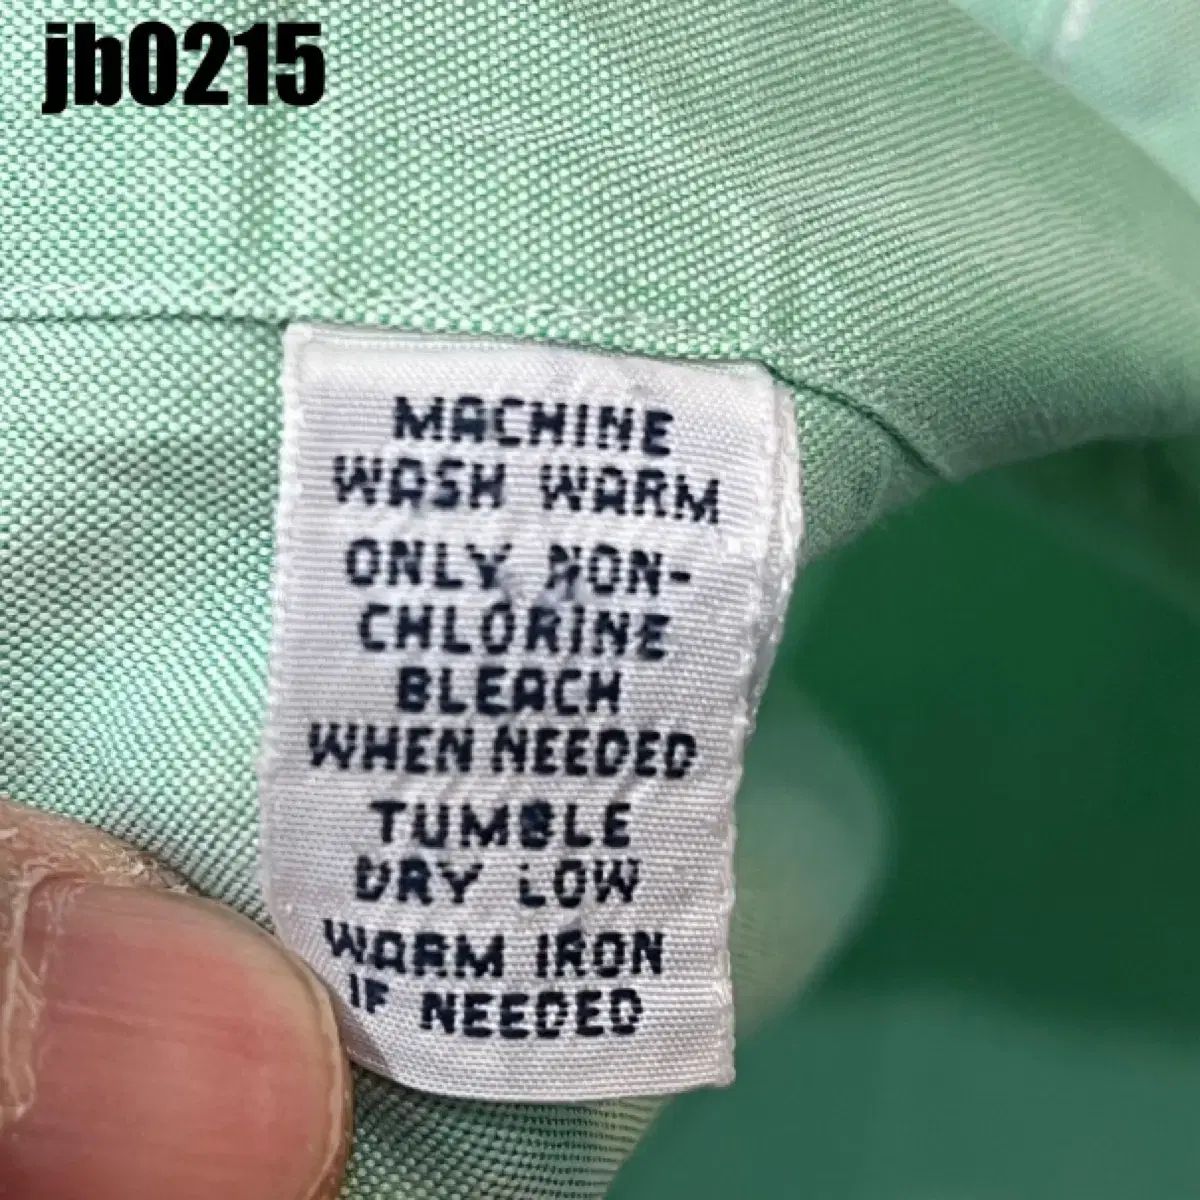 jb0215
MACHINE
WASH WARM
ONLY NON-
CHLORINE
BLEACH
WHEN NEEDED
TUMBLE
DRY LOW
WARM IRON
IF NEEDED